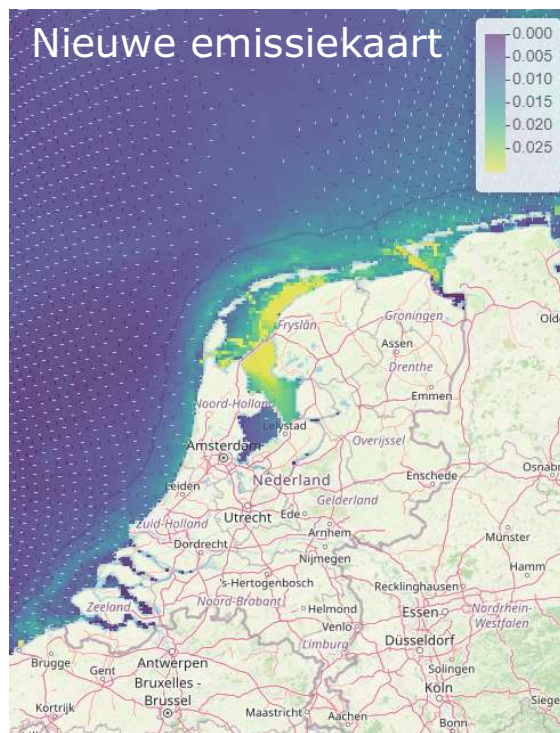 Nieuwe emissiekaart
0.000
0.005
0.010
0.015
0.020
0.025
Fryslân
Groningen
Olde
Assen
Drenthe
Emmen
Noord-Holland
Lelystad
Amsterdam
Overijssel
Nederland
Enschede
Osnab
Leiden
Gelderland
Utrecht
Ede
Zuid-Holland
Arnhem
Münster
Dordrecht
Nijmegen
Hamm
's-Hertogenbosch
Recklinghausen
Zeeland
Noord-Brabant
Helmond
Essen
Nordrhein-
Westfalen
Venlo
Limburg
Düsseldorf
Brugge
Antwerpen
Gent
Solingen
Bruxelles -
Brussel
Köln
Kortrijk
Maastricht
Aachen
Siege
Bonn